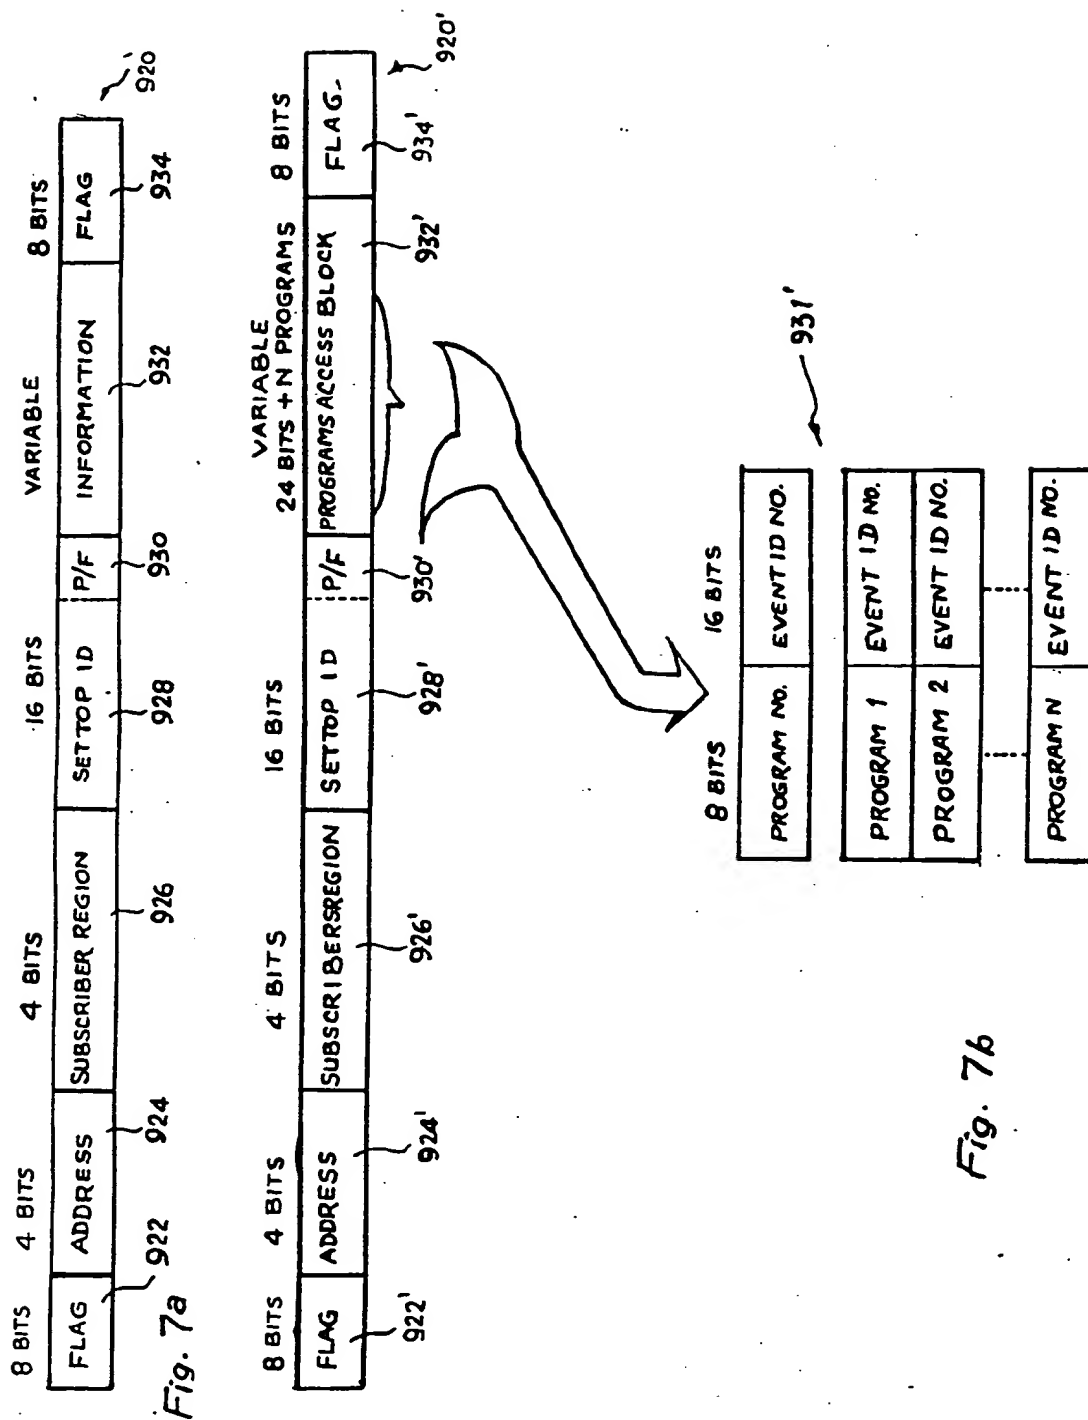 920'
8 BITS 4 BITS 4 BITS 16 BITS VARIABLE 8 BITS
FLAG ADDRESS SUBSCRIBER REGION SET TOP ID P/F INFORMATION FLAG
922 924 926 928 930 932 934
Fig. 7a
920'
VARIABLE
8 BITS 4 BITS 4 BITS 16 BITS 24 BITS + N PROGRAMS 8 BITS
FLAG ADDRESS SUBSCRIBERSREGION SET TOP ID P/F PROGRAMS ACCESS BLOCK FLAG
922' 924' 926' 928' 930' 932' 934'
931'
8 BITS 16 BITS
PROGRAM NO. EVENT ID NO.
PROGRAM 1 EVENT ID NO.
PROGRAM 2 EVENT ID NO.
PROGRAM N EVENT ID NO.
Fig. 7b